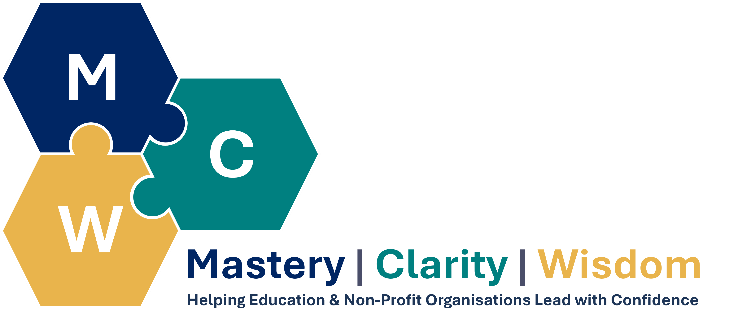 M
C
W
Mastery | Clarity | Wisdom
Helping Education & Non-Profit Organisations Lead with Confidence